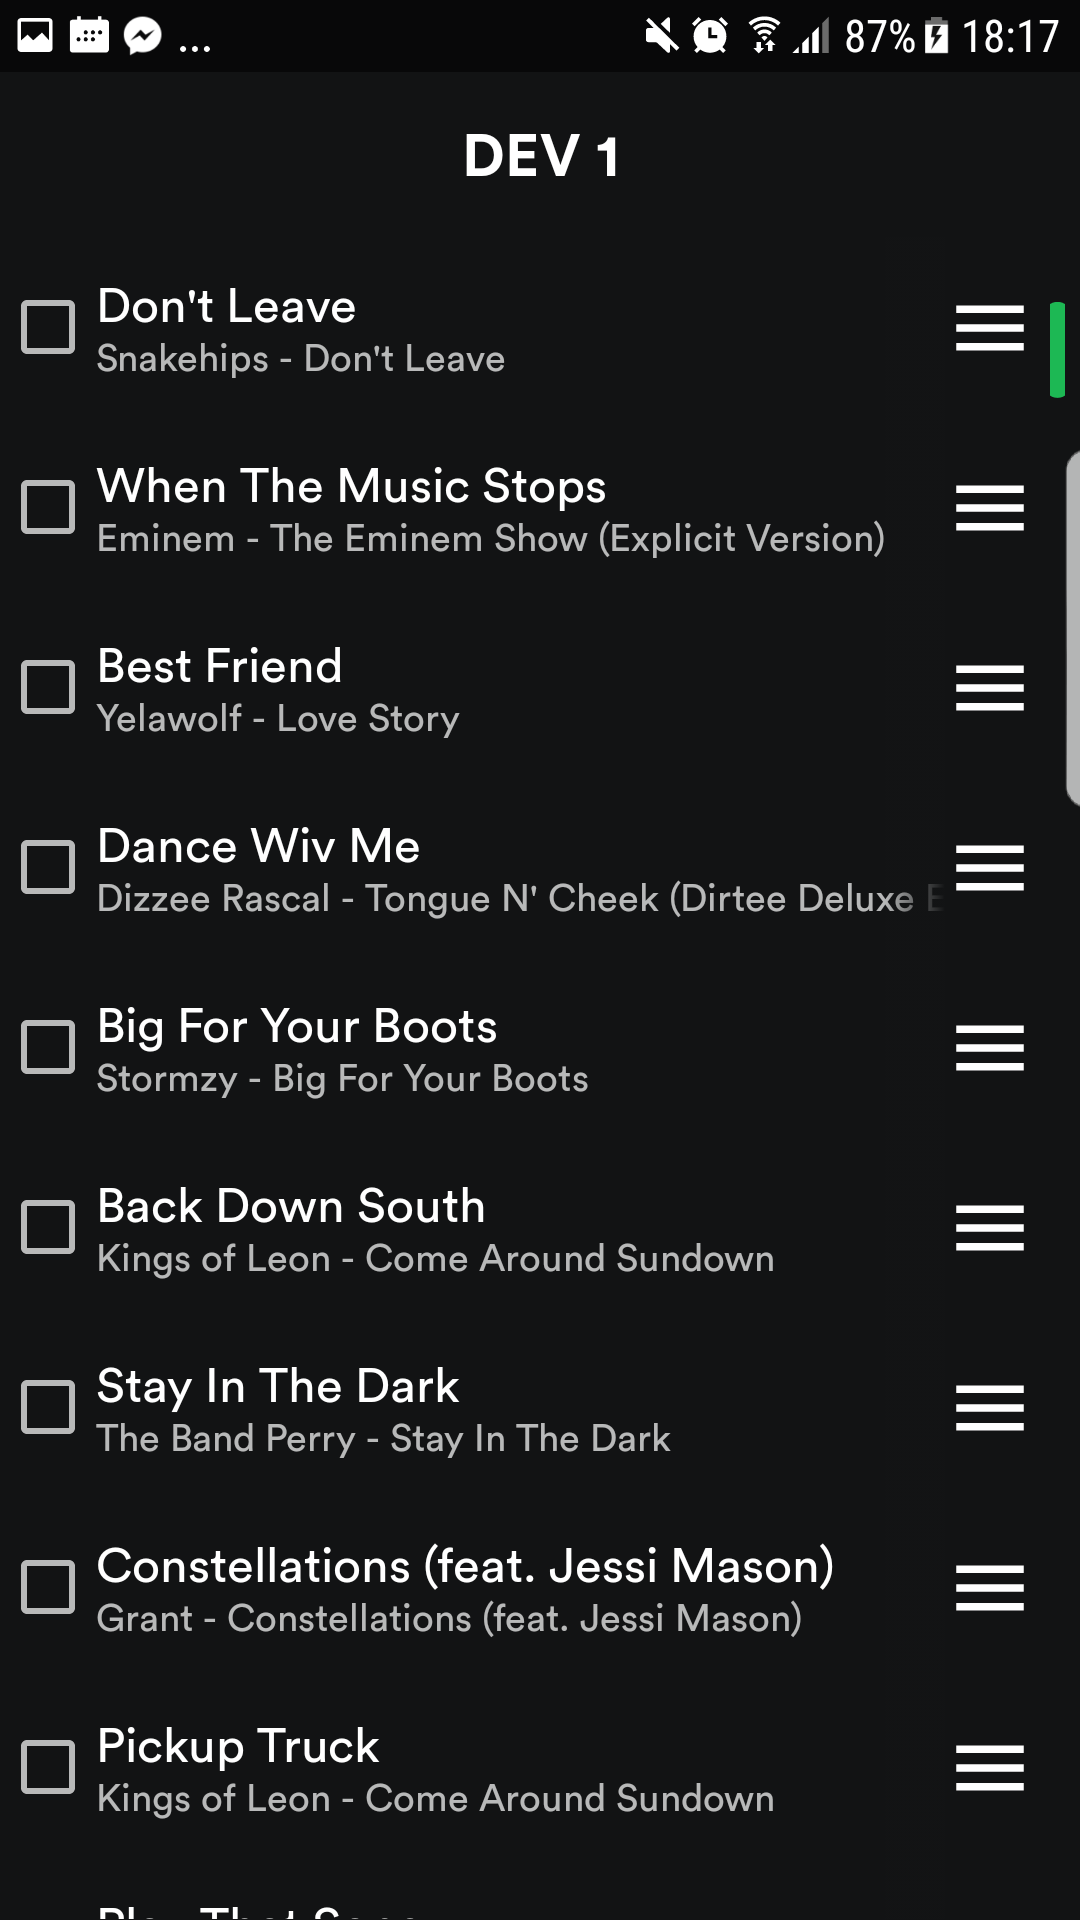 ... 87% 18:17
DEV 1
Don't Leave
Snakehips - Don't Leave
When The Music Stops
Eminem - The Eminem Show (Explicit Version)
Best Friend
Yelawolf - Love Story
Dance Wiv Me
Dizzee Rascal - Tongue N' Cheek (Dirtee Deluxe E
Big For Your Boots
Stormzy - Big For Your Boots
Back Down South
Kings of Leon - Come Around Sundown
Stay In The Dark
The Band Perry - Stay In The Dark
Constellations (feat. Jessi Mason)
Grant - Constellations (feat. Jessi Mason)
Pickup Truck
Kings of Leon - Come Around Sundown
Play That Song